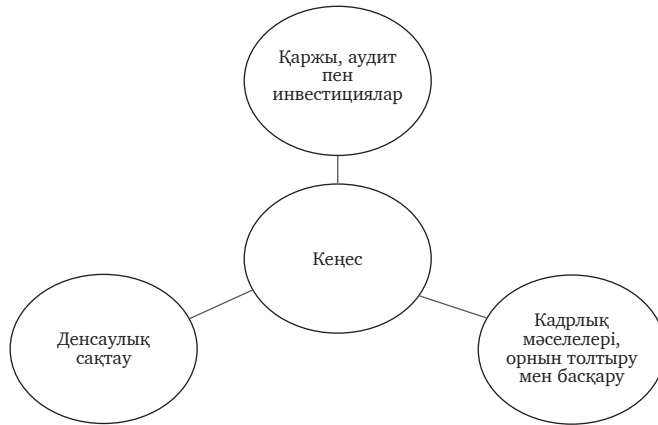 Қаржы, аудит
пен
инвестициялар
Кеңес
Денсаулық
сақтау
Кадрлық
мәселелері,
орнын толтыру
мен басқару